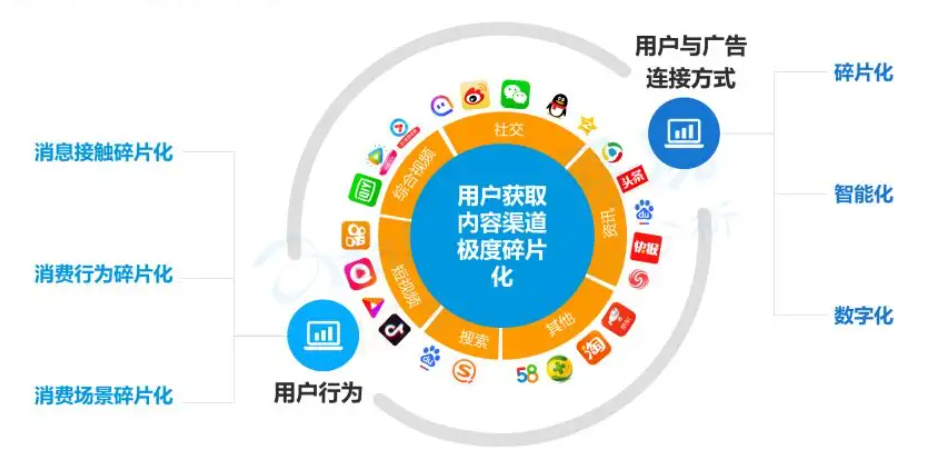 用户与广告
连接方式
碎片化
智能化
数字化
消息接触碎片化
消费行为碎片化
消费场景碎片化
用户行为
用户获取
内容渠道
极度碎片
化
社交
资讯
其他
搜索
短视频
综合视频
头条
du
快报
淘
58
du
iQIYI
析